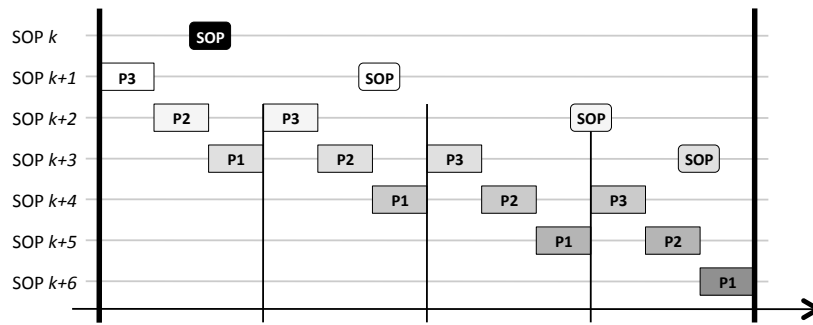 SOP k SOP
SOP k+1 P3 SOP
SOP k+2 P2 P3 SOP
SOP k+3 P1 P2 P3 SOP
SOP k+4 P1 P2 P3
SOP k+5 P1 P2
SOP k+6 P1